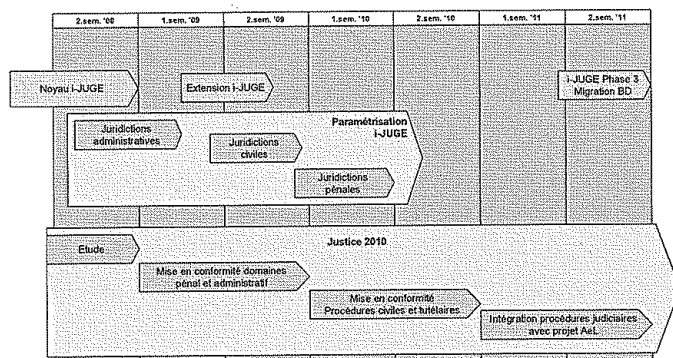 2.sem. '08 1.sem. '09 2.sem. '09 1.sem. '10 2.sem. '10 1.sem. '11 2.sem. '11
Noyau i-JUGE
Extension i-JUGE
i-JUGE Phase 3
Migration BD
Paramétrisation
i-JUGE
Juridictions
administratives
Juridictions
civiles
Juridictions
pénales
Justice 2010
Etude
Mise en conformité domaines
pénal et administratif
Mise en conformité
Procédures civiles et tutélaires
Intégration procédures judiciaires
avec projet AeL